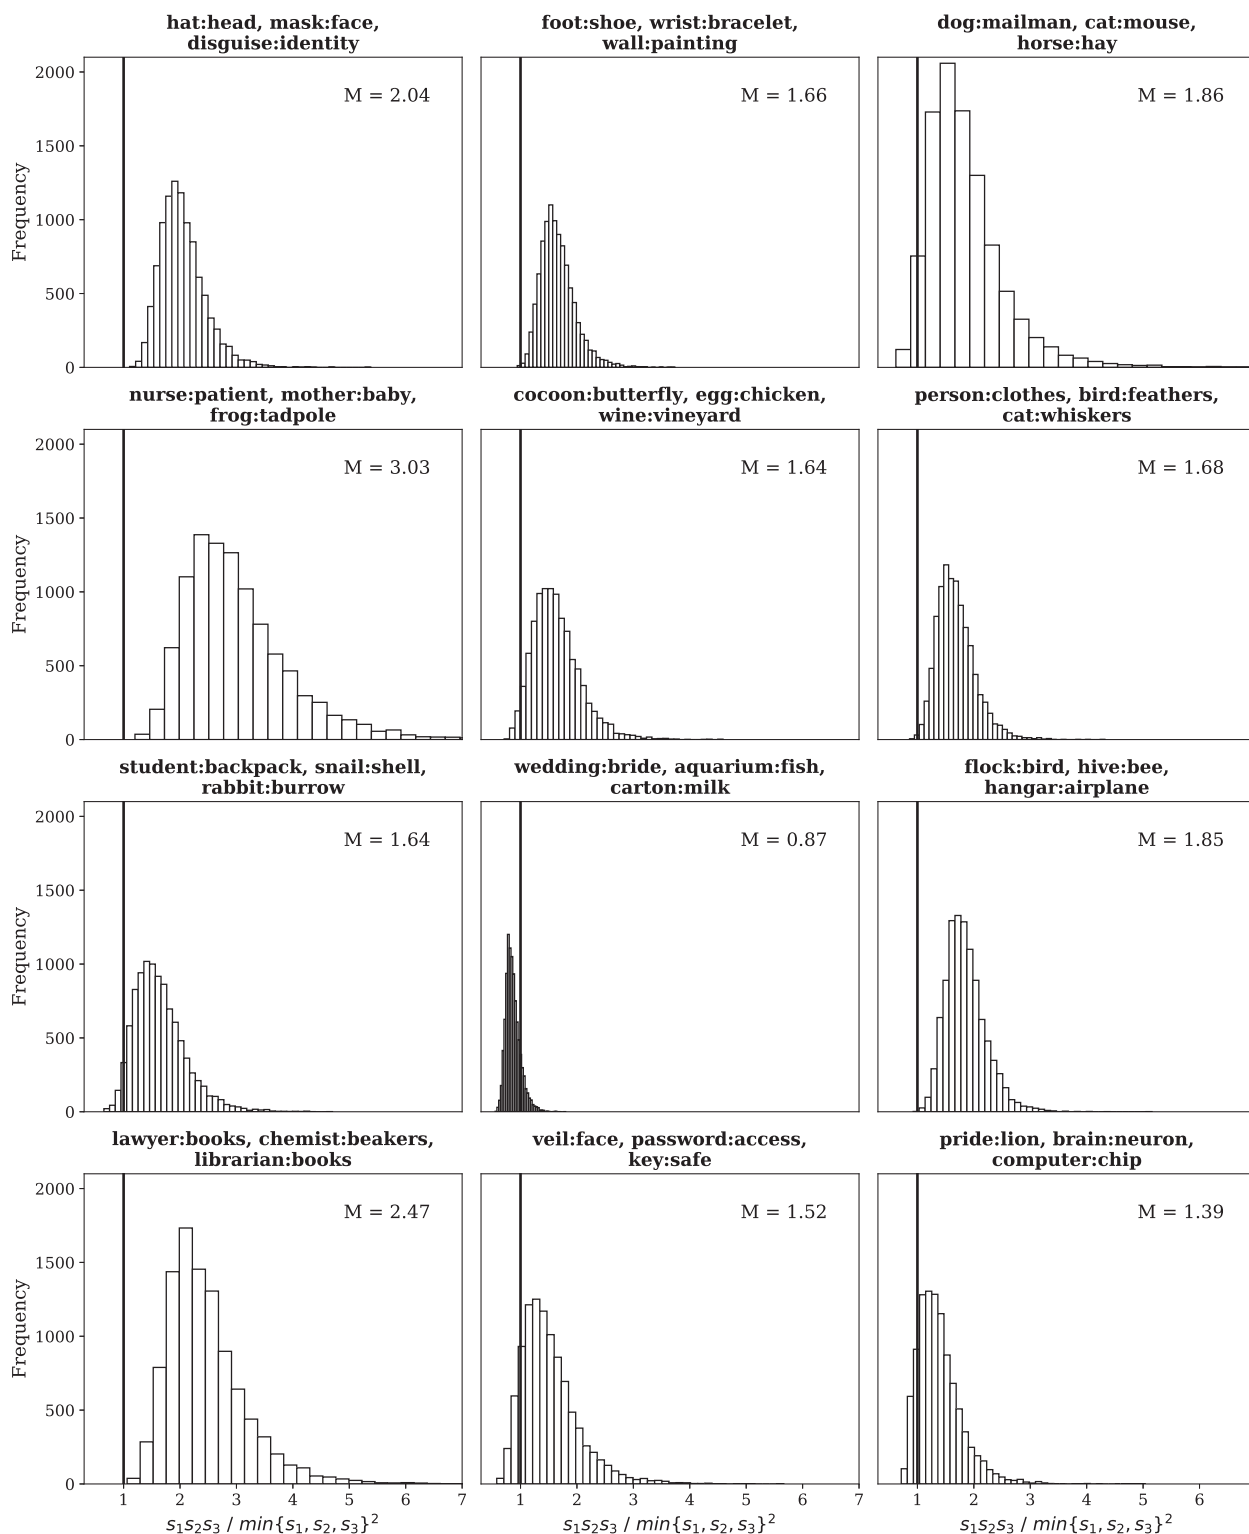 hat:head, mask:face,
disguise:identity
foot:shoe, wrist:bracelet,
wall:painting
dog:mailman, cat:mouse,
horse:hay
2000
1500
1000
500
0
Frequency
M = 2.04
M = 1.66
M = 1.86
nurse:patient, mother:baby,
frog:tadpole
cocoon:butterfly, egg:chicken,
wine:vineyard
person:clothes, bird:feathers,
cat:whiskers
2000
1500
1000
500
0
Frequency
M = 3.03
M = 1.64
M = 1.68
student:backpack, snail:shell,
rabbit:burrow
wedding:bride, aquarium:fish,
carton:milk
flock:bird, hive:bee,
hangar:airplane
2000
1500
1000
500
0
Frequency
M = 1.64
M = 0.87
M = 1.85
lawyer:books, chemist:beakers,
librarian:books
veil:face, password:access,
key:safe
pride:lion, brain:neuron,
computer:chip
2000
1500
1000
500
0
Frequency
M = 2.47
M = 1.52
M = 1.39
1 2 3 4 5 6 7
1 2 3 4 5 6 7
1 2 3 4 5 6
s₁s₂s₃ / min{s₁, s₂, s₃}²
s₁s₂s₃ / min{s₁, s₂, s₃}²
s₁s₂s₃ / min{s₁, s₂, s₃}²